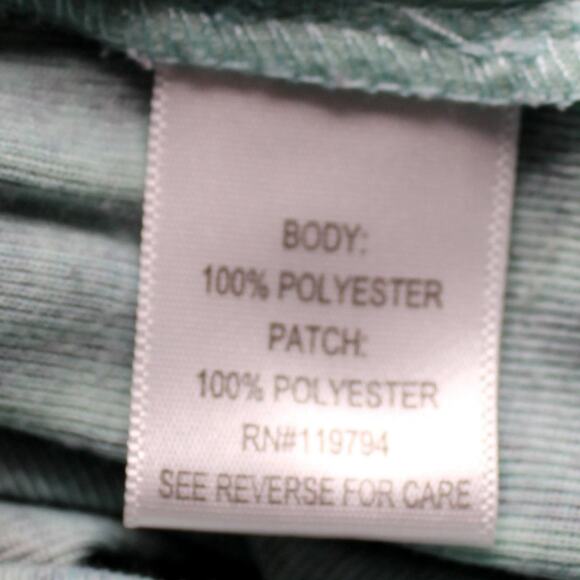 BODY:
100% POLYESTER
PATCH:
100% POLYESTER
RN#119794
SEE REVERSE FOR CARE